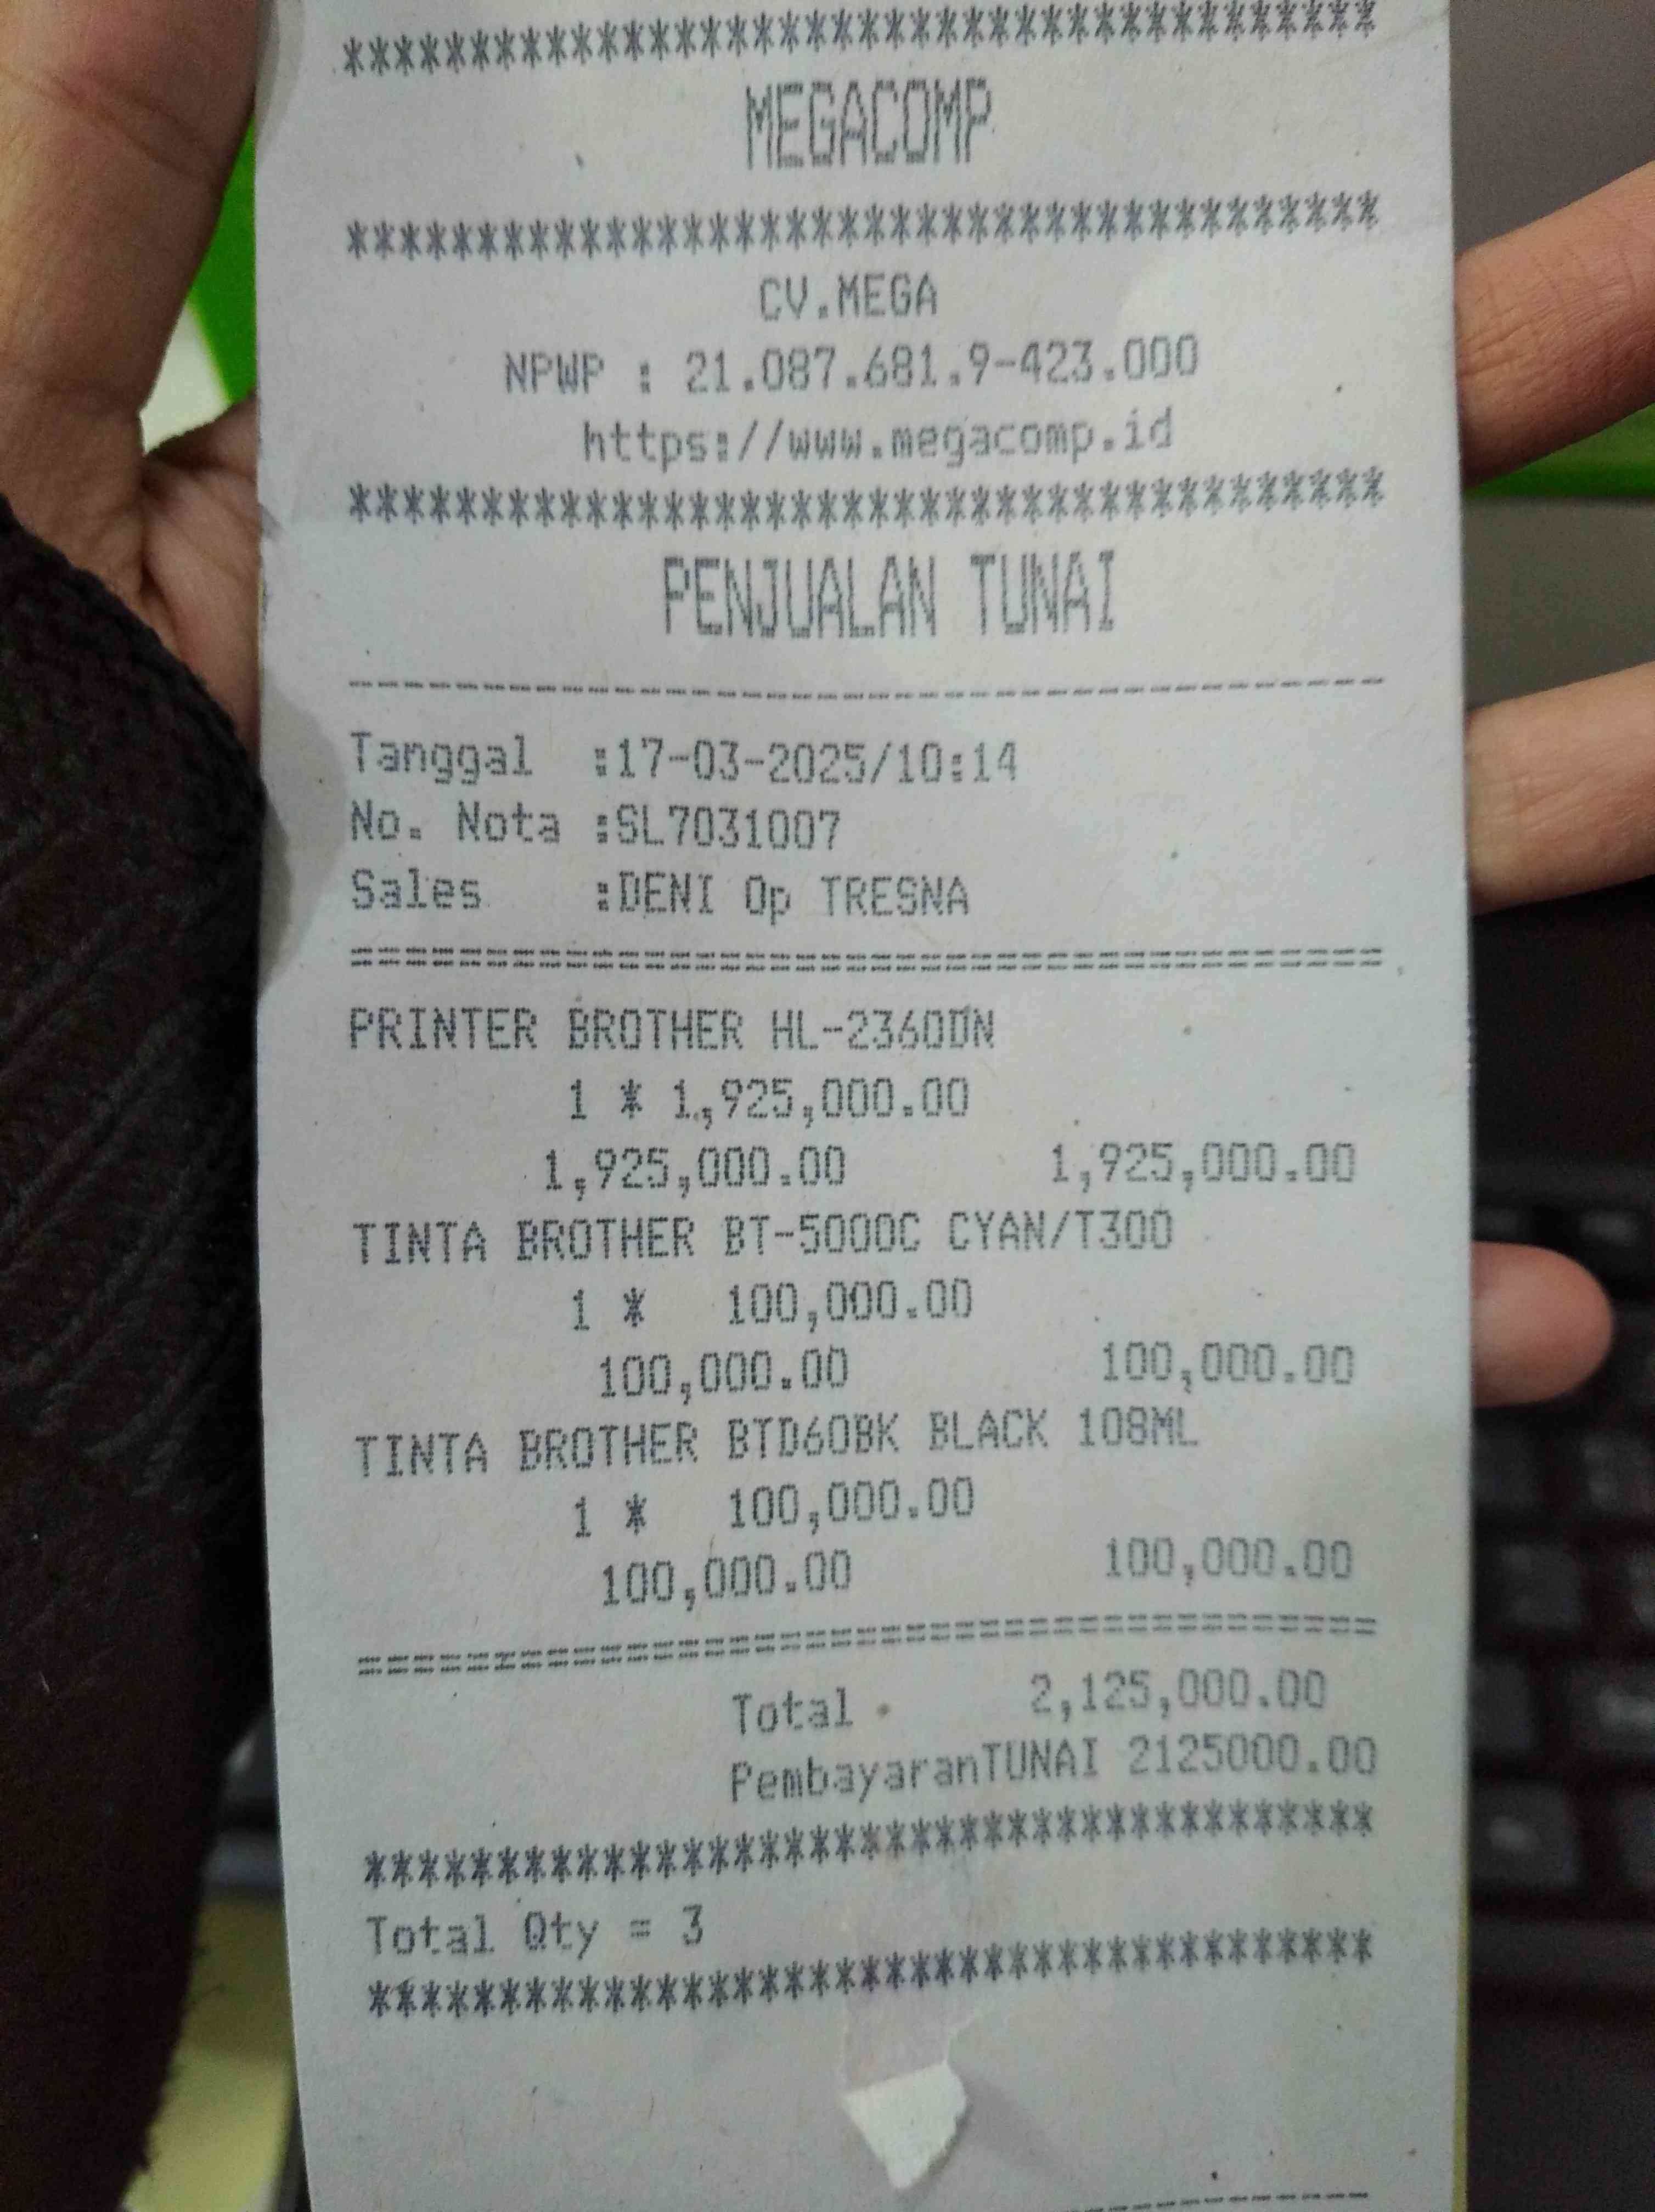 ****************************************
MEGACOMP
****************************************
CV.MEGA
NPWP : 21.087.681.9-423.000
https://www.megacomp.id
****************************************
PENJUALAN TUNAI
----------------------------------------
Tanggal :17-03-2025/10:14
No. Nota :SL7031007
Sales :DENI Op TRESNA
========================================
PRINTER BROTHER HL-2360DN
1 * 1,925,000.00
1,925,000.00 1,925,000.00
TINTA BROTHER BT-5000C CYAN/T300
1 * 100,000.00
100,000.00 100,000.00
TINTA BROTHER BTD60BK BLACK 108ML
1 * 100,000.00
100,000.00 100,000.00
========================================
Total 2,125,000.00
PembayaranTUNAI 2125000.00
****************************************
Total Qty = 3
****************************************